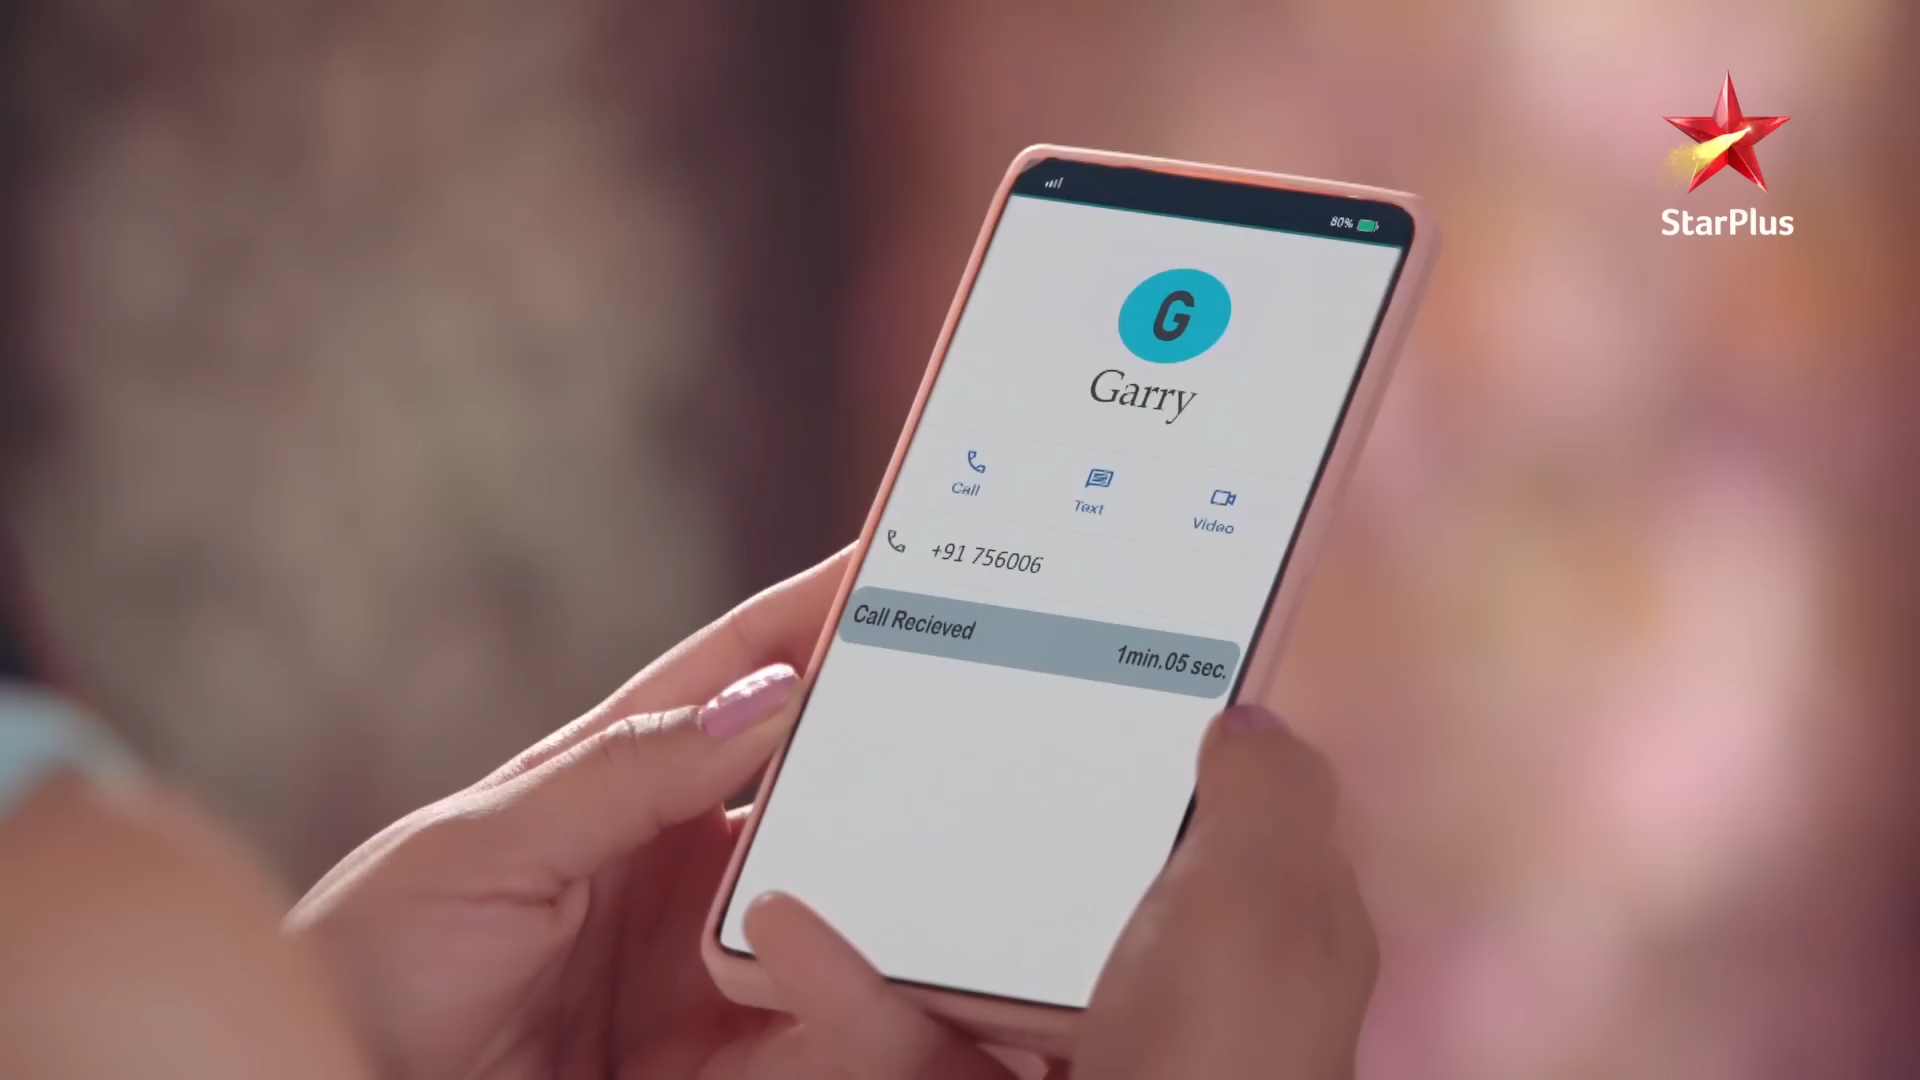 StarPlus
80%
G
Garry
Call
Text
Video
+91 756006
Call Recieved
1min.05 sec.